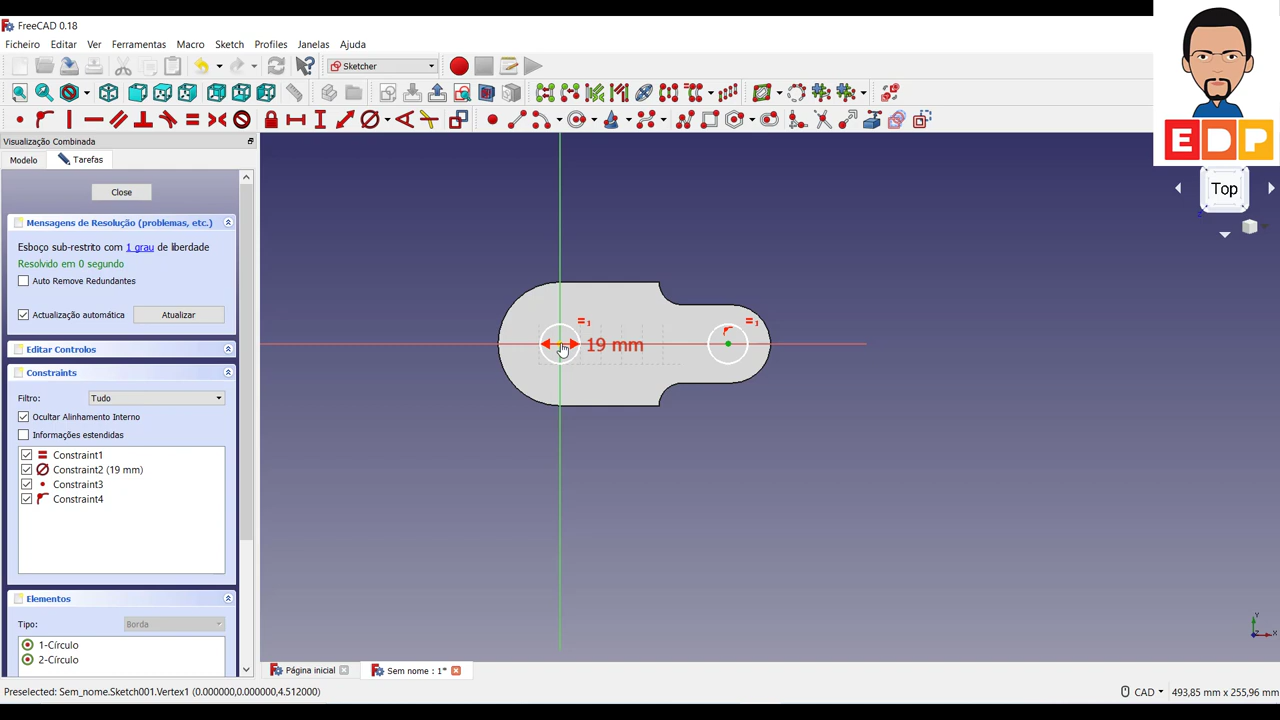 FreeCAD 0.18
Ficheiro Editar Ver Ferramentas Macro Sketch Profiles Janelas Ajuda
Sketcher
Visualização Combinada
Modelo Tarefas
Close
Mensagens de Resolução (problemas, etc.)
Esboço sub-restrito com 1 grau de liberdade
Resolvido em 0 segundo
Auto Remove Redundantes
Actualização automática Atualizar
Editar Controlos
Constraints
Filtro: Tudo
Ocultar Alinhamento Interno
Informações estendidas
Constraint1
Constraint2 (19 mm)
Constraint3
Constraint4
Elementos
Tipo: Borda
1-Círculo
2-Círculo
EDP
Top
1
1
19 mm
Y
Z X
Página inicial Sem nome : 1*
Preselected: Sem_nome.Sketch001.Vertex1 (0.000000,0.000000,4.512000)
CAD 493,85 mm x 255,96 mm